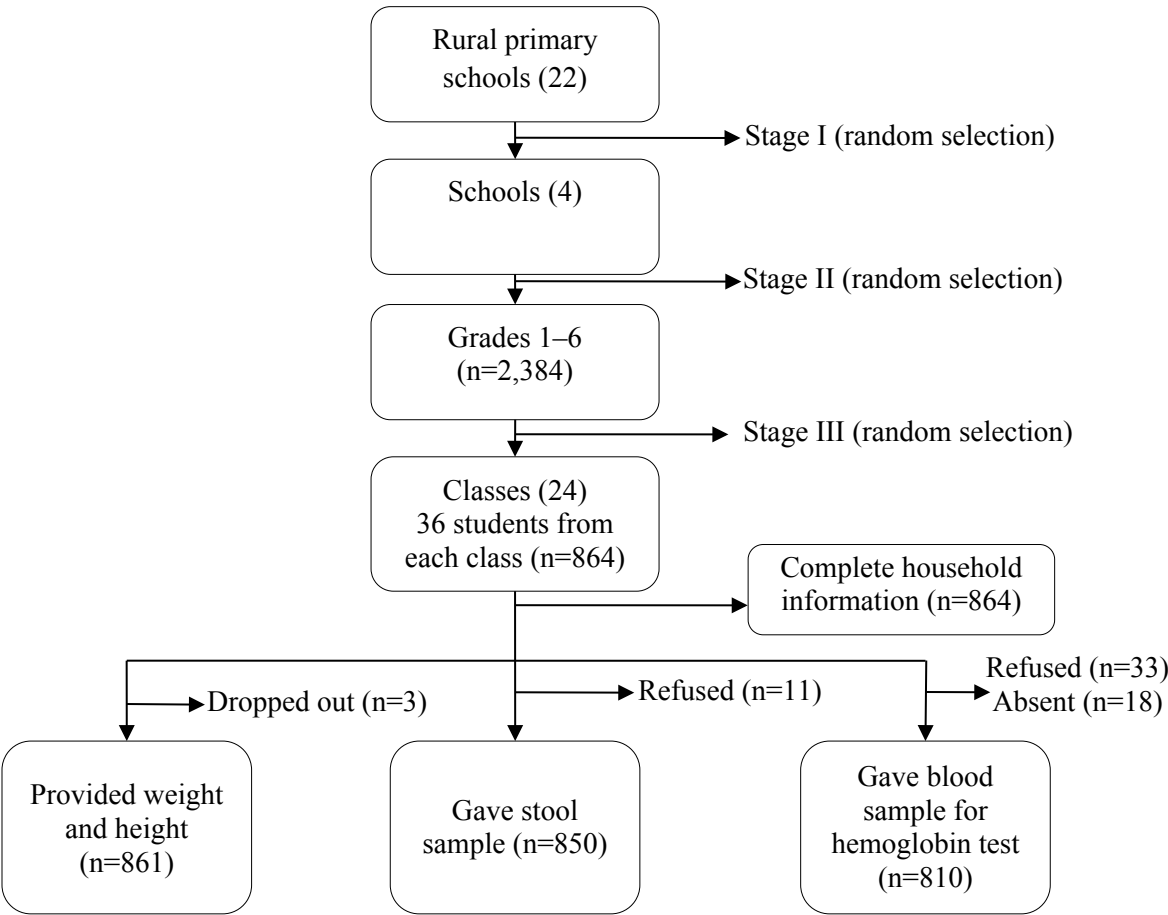 Rural primary
schools (22)
Stage I (random selection)
Schools (4)
Stage II (random selection)
Grades 1–6
(n=2,384)
Stage III (random selection)
Classes (24)
36 students from
each class (n=864)
Complete household
information (n=864)
Dropped out (n=3)
Refused (n=11)
Refused (n=33)
Absent (n=18)
Provided weight
and height
(n=861)
Gave stool
sample (n=850)
Gave blood
sample for
hemoglobin test
(n=810)